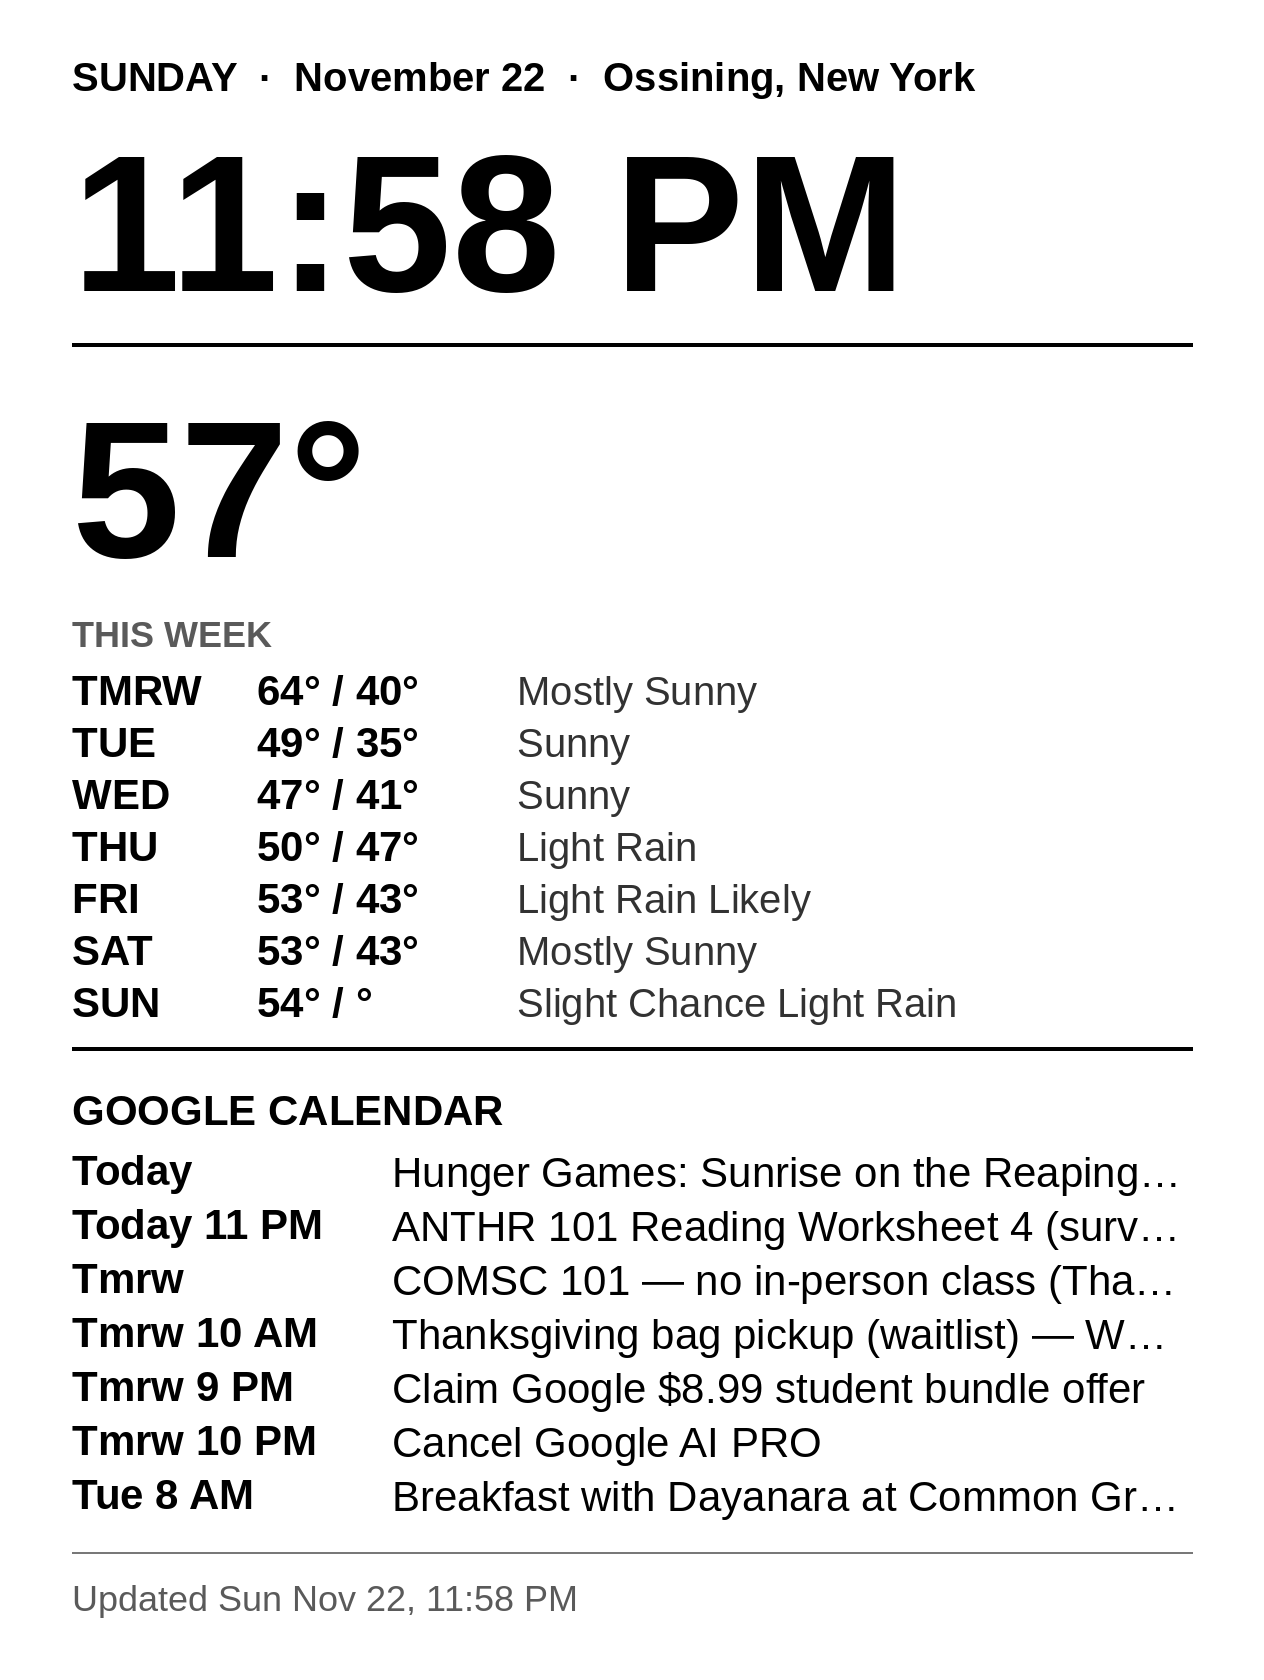 SUNDAY · November 22 · Ossining, New York
11:58 PM
57°
THIS WEEK
TMRW 64° / 40° Mostly Sunny
TUE 49° / 35° Sunny
WED 47° / 41° Sunny
THU 50° / 47° Light Rain
FRI 53° / 43° Light Rain Likely
SAT 53° / 43° Mostly Sunny
SUN 54° / ° Slight Chance Light Rain
GOOGLE CALENDAR
Today Hunger Games: Sunrise on the Reaping…
Today 11 PM ANTHR 101 Reading Worksheet 4 (surv…
Tmrw COMSC 101 — no in-person class (Tha…
Tmrw 10 AM Thanksgiving bag pickup (waitlist) — W…
Tmrw 9 PM Claim Google $8.99 student bundle offer
Tmrw 10 PM Cancel Google AI PRO
Tue 8 AM Breakfast with Dayanara at Common Gr…
Updated Sun Nov 22, 11:58 PM